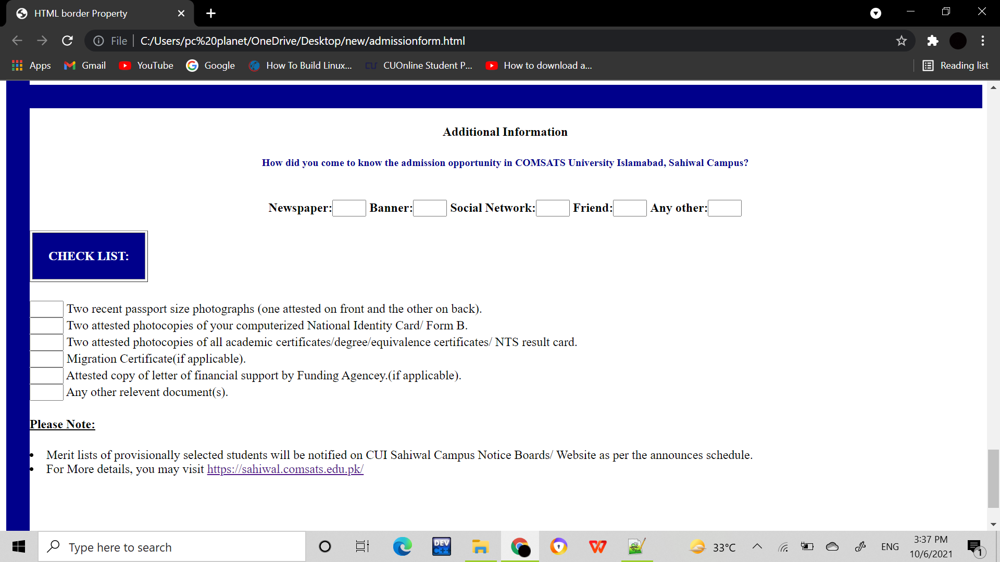 HTML border Property
File C:/Users/pc%20planet/OneDrive/Desktop/new/admissionform.html
Apps Gmail YouTube Google How To Build Linux... CUOnline Student P... How to download a... Reading list
Additional Information
How did you come to know the admission opportunity in COMSATS University Islamabad, Sahiwal Campus?
Newspaper: Banner: Social Network: Friend: Any other:
CHECK LIST:
Two recent passport size photographs (one attested on front and the other on back).
Two attested photocopies of your computerized National Identity Card/ Form B.
Two attested photocopies of all academic certificates/degree/equivalence certificates/ NTS result card.
Migration Certificate(if applicable).
Attested copy of letter of financial support by Funding Agencey.(if applicable).
Any other relevent document(s).
Please Note:
Merit lists of provisionally selected students will be notified on CUI Sahiwal Campus Notice Boards/ Website as per the announces schedule.
For More details, you may visit https://sahiwal.comsats.edu.pk/
Type here to search DEV C++ 33°C ENG 3:37 PM
10/6/2021 1